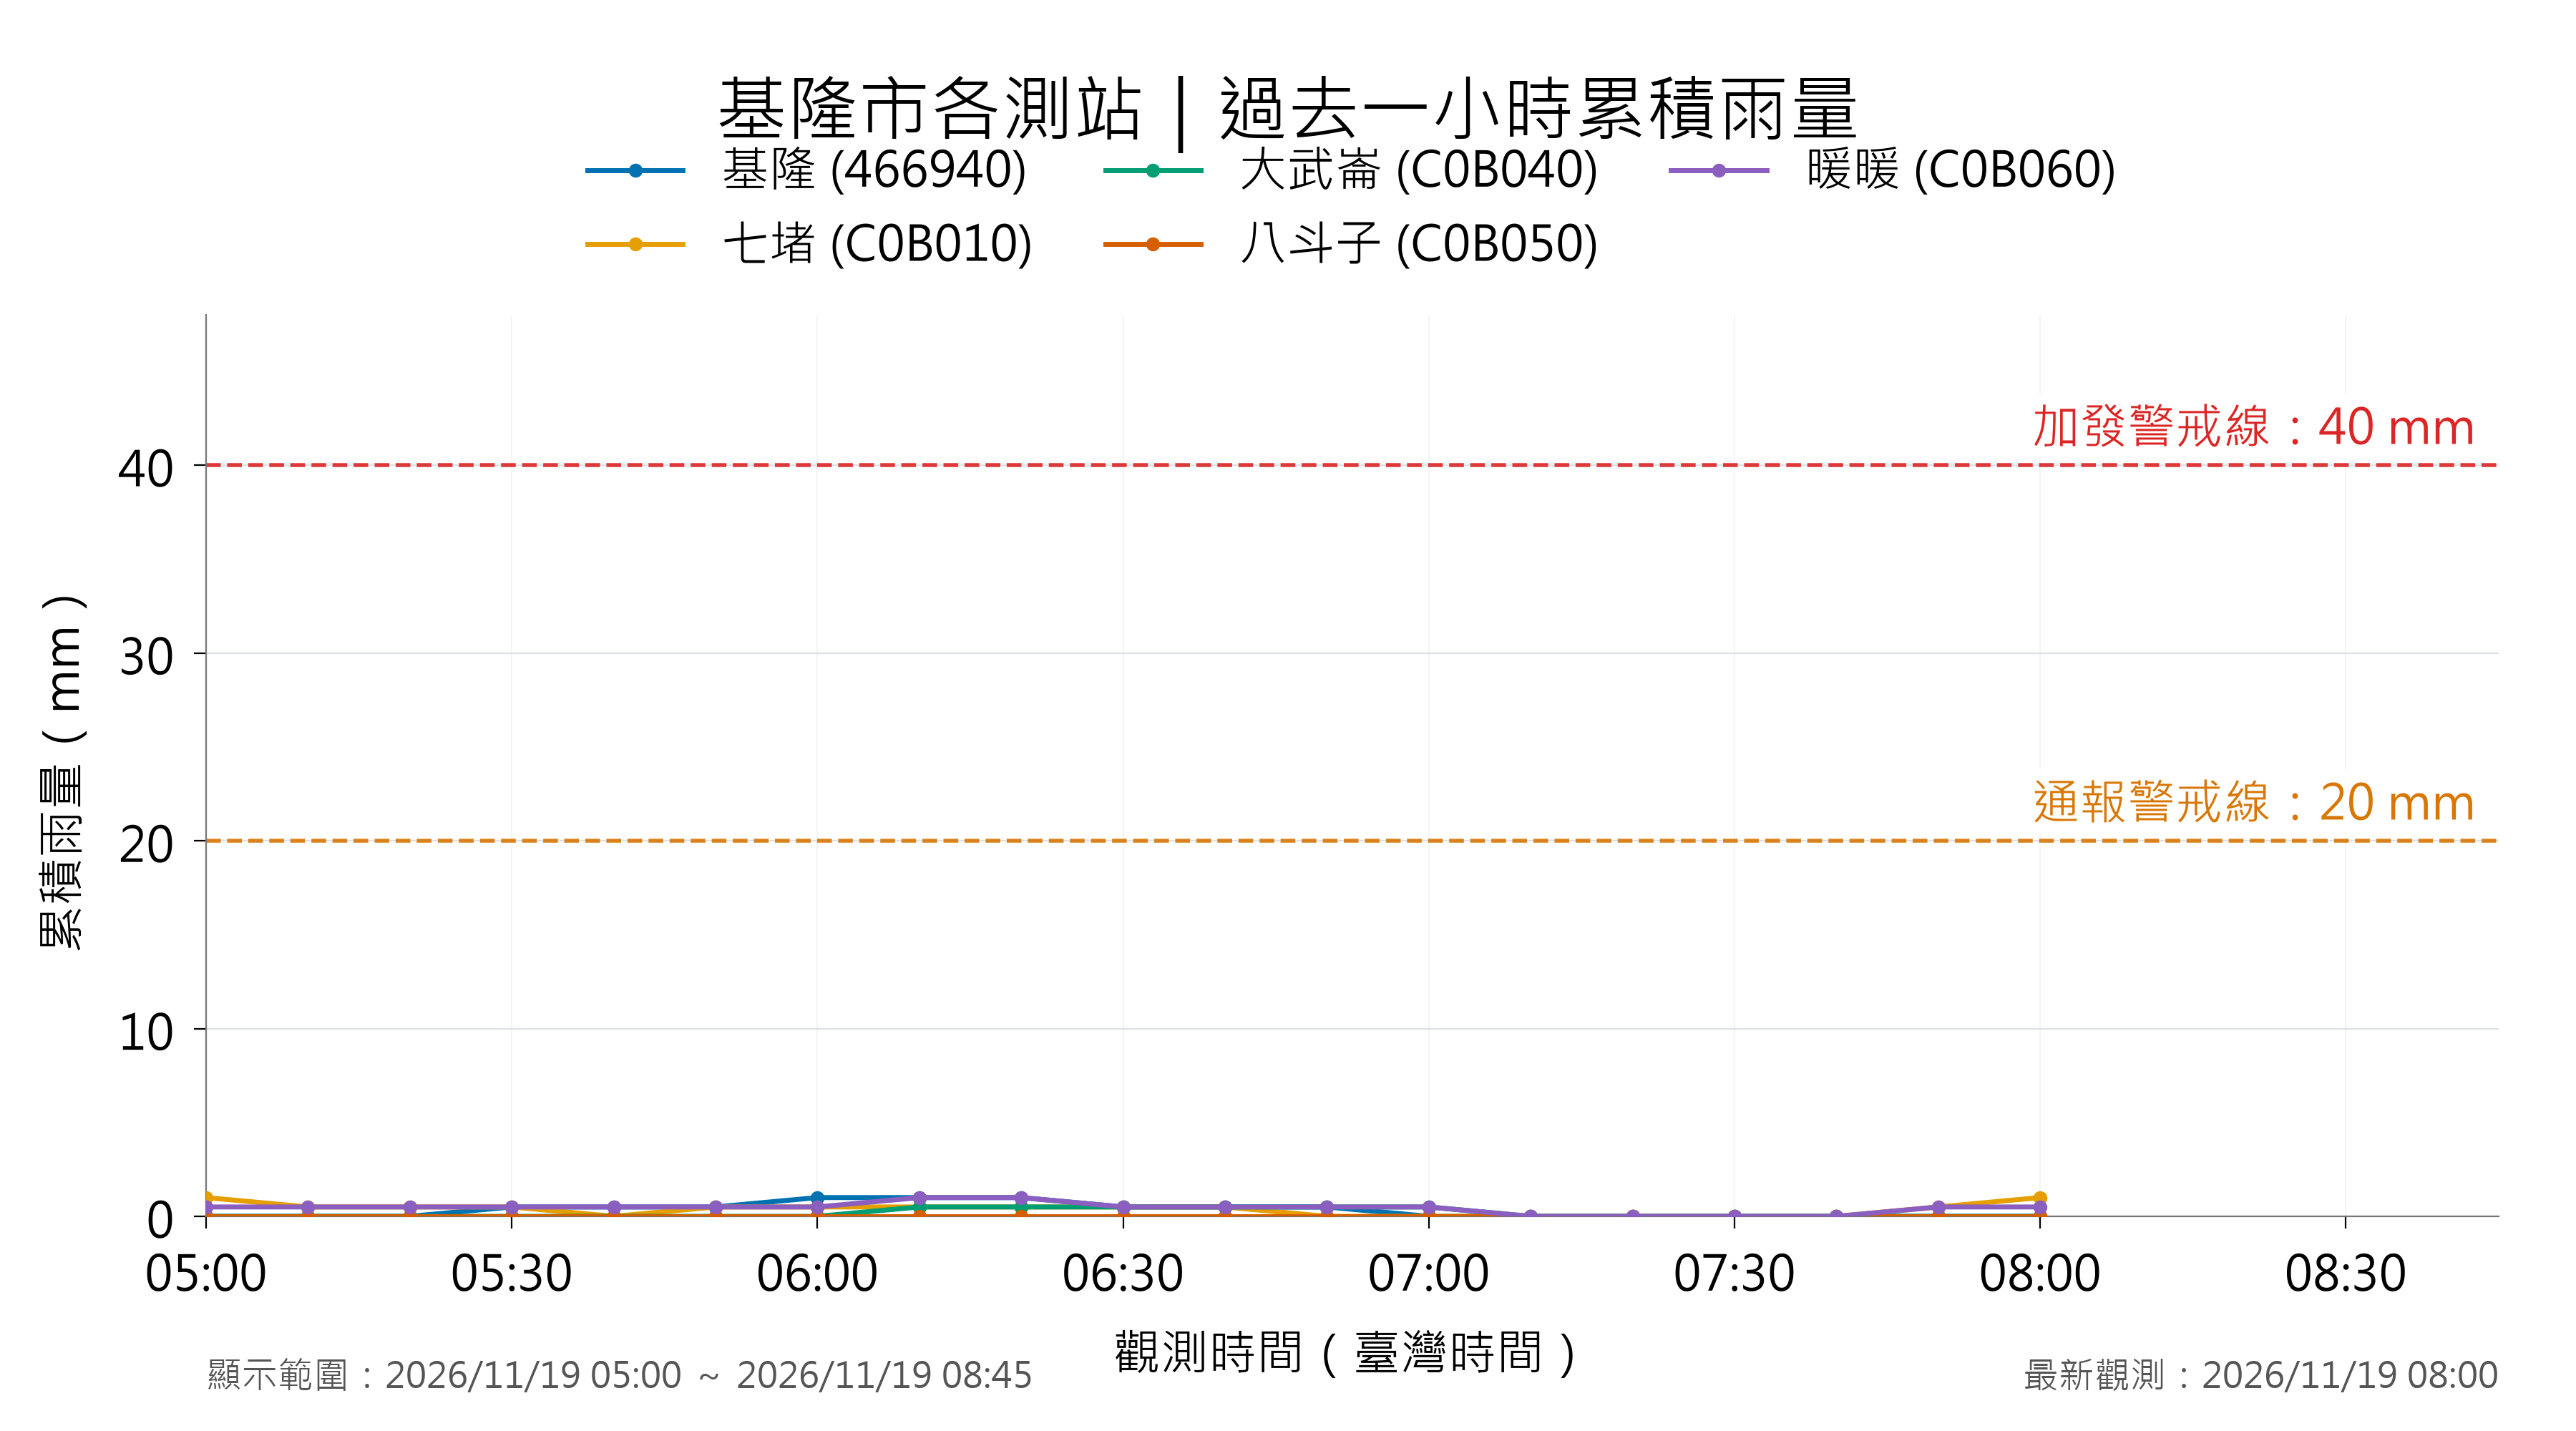 基隆市各測站｜過去一小時累積雨量
基隆 (466940)
大武崙 (C0B040)
暖暖 (C0B060)
七堵 (C0B010)
八斗子 (C0B050)
加發警戒線：40 mm
通報警戒線：20 mm
累積雨量（mm）
40
30
20
10
0
05:00
05:30
06:00
06:30
07:00
07:30
08:00
08:30
觀測時間（臺灣時間）
顯示範圍：2026/11/19 05:00 ~ 2026/11/19 08:45
最新觀測：2026/11/19 08:00